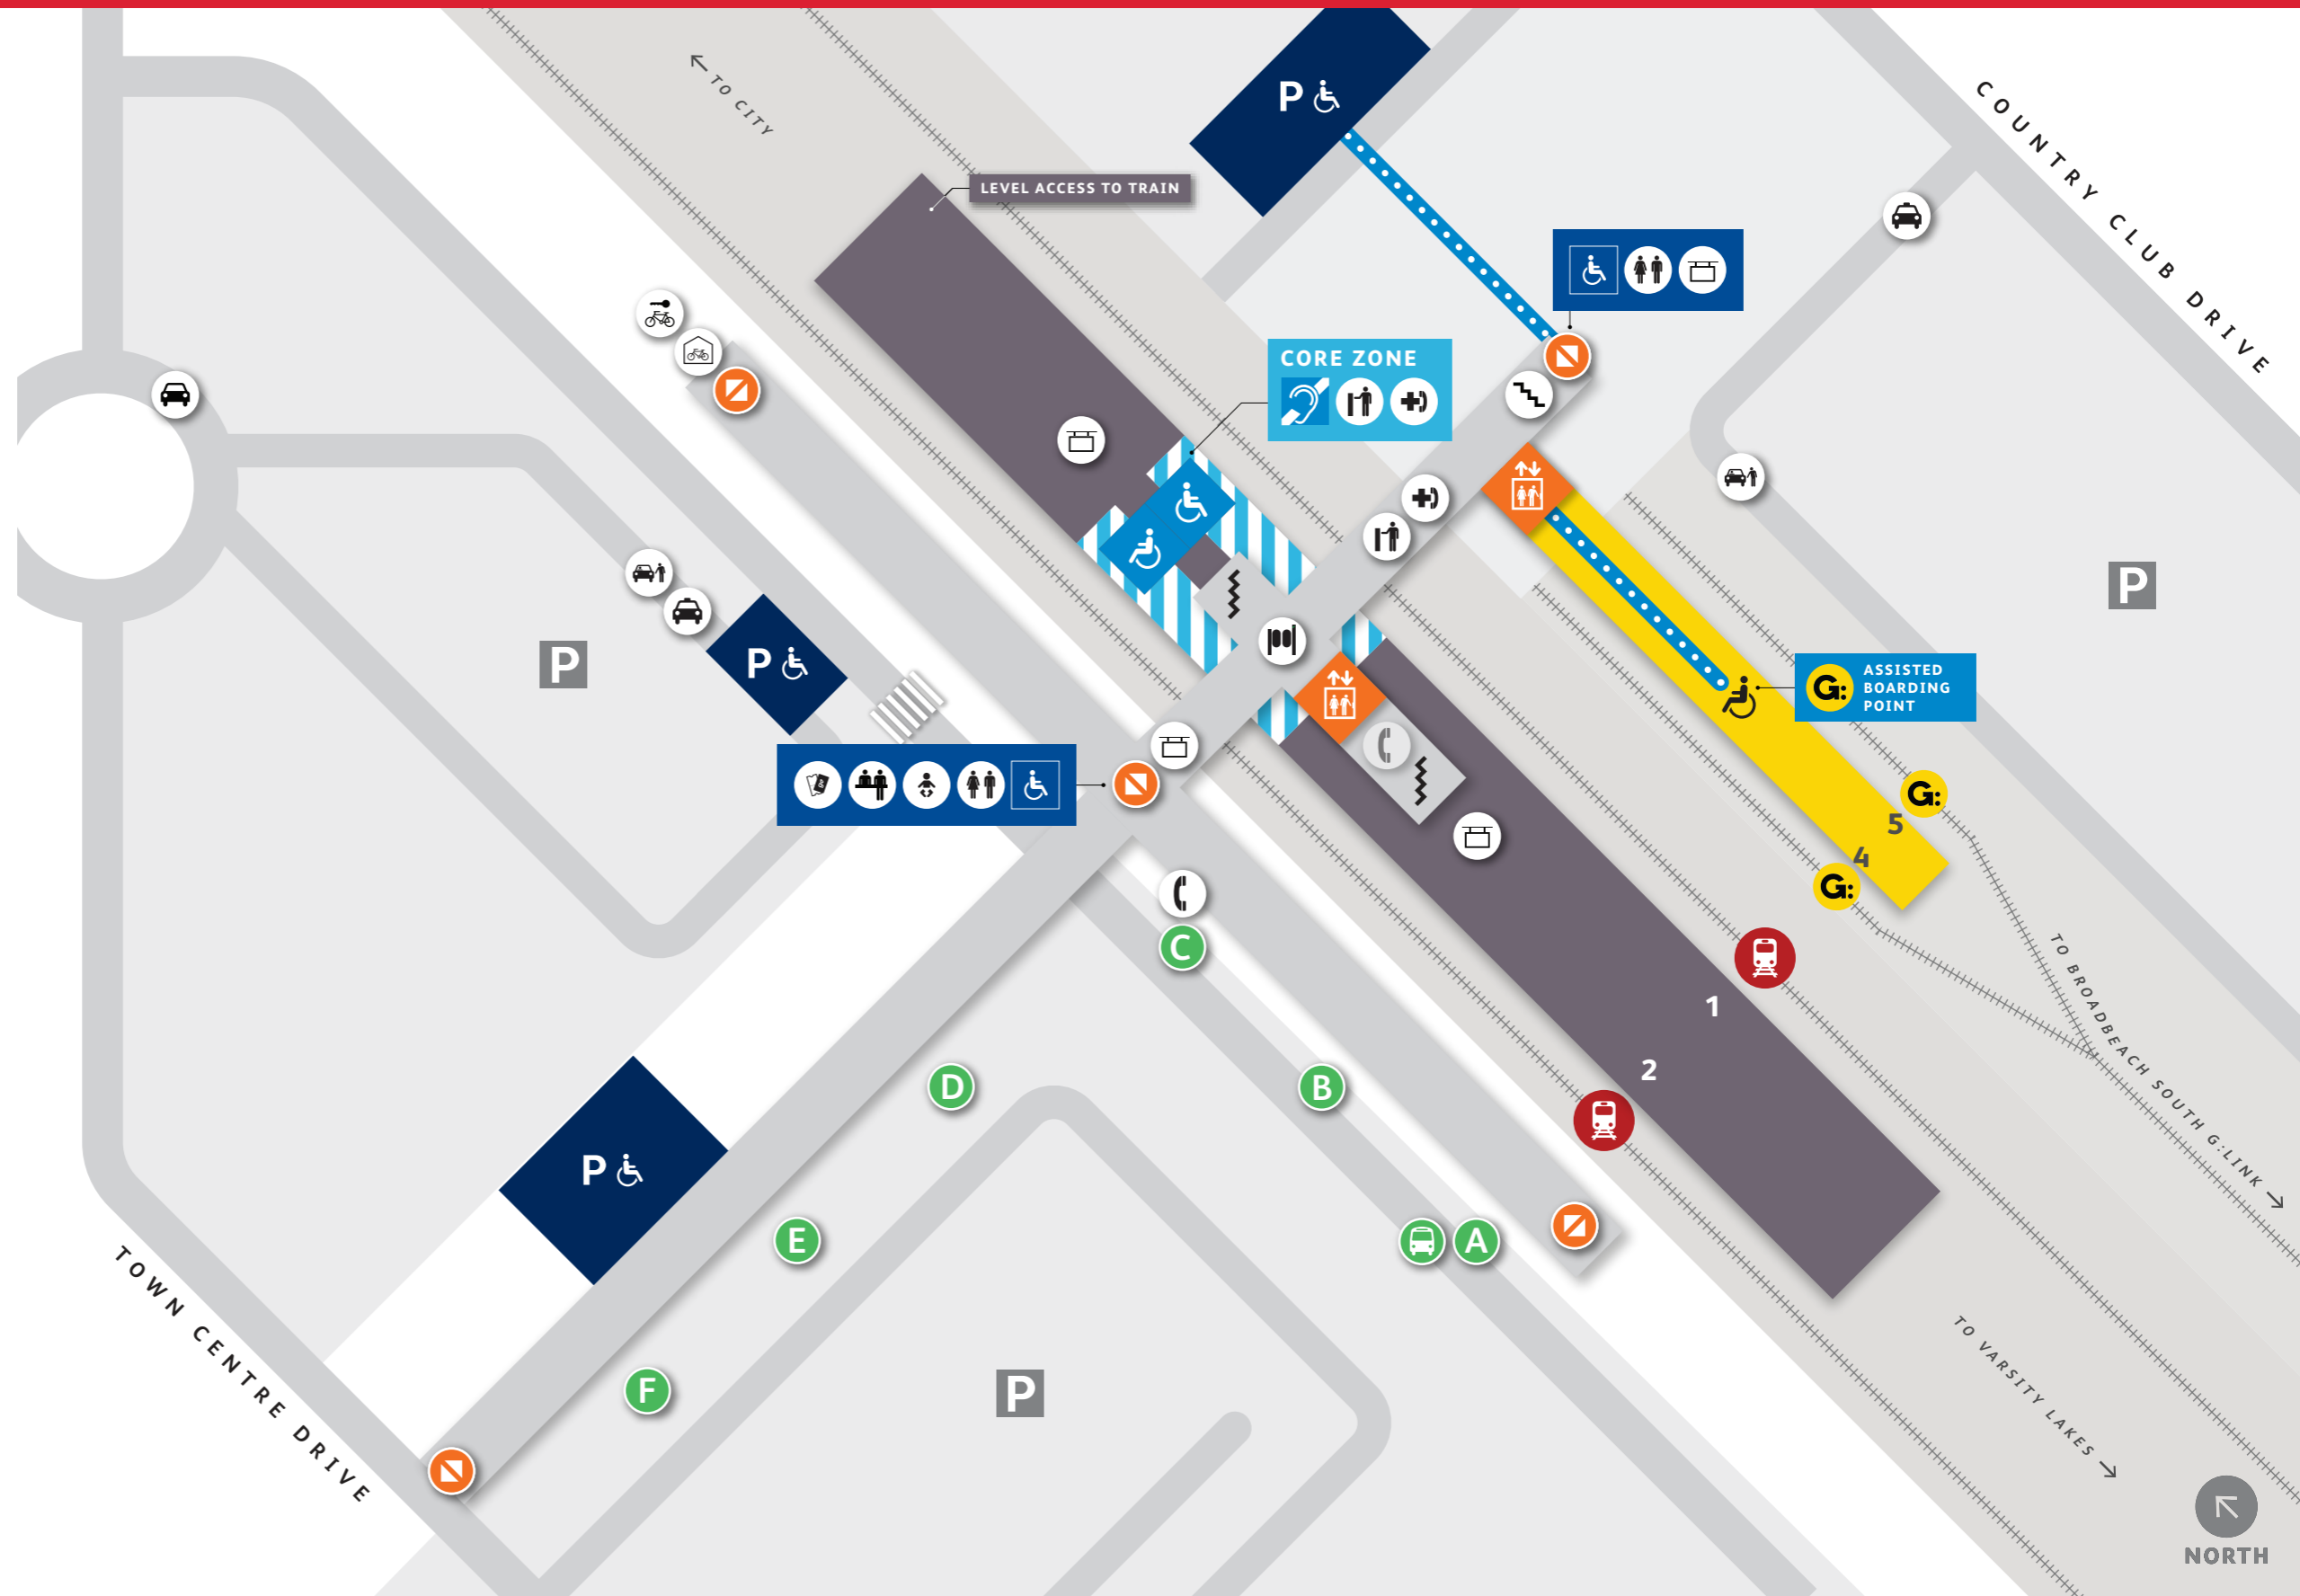 TO CITY
P
COUNTRY CLUB DRIVE
LEVEL ACCESS TO TRAIN
CORE ZONE
P
P
P
G:
ASSISTED
BOARDING
POINT
G:
5
4
G:
C
1
2
TO BROADBEACH SOUTH G:LINK
D
B
P
E
A
TOWN CENTRE DRIVE
F
P
TO VARSITY LAKES
NORTH